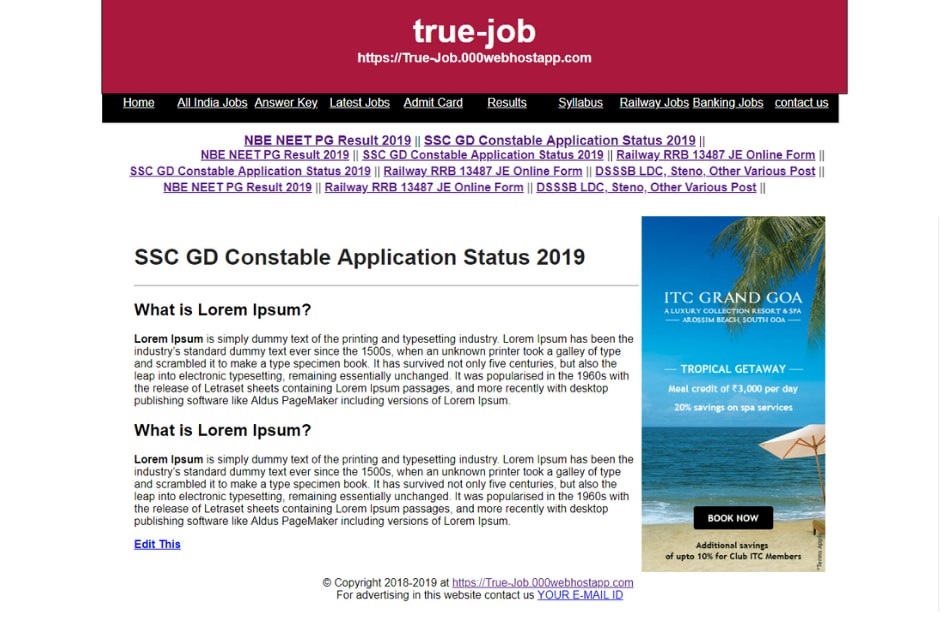 true-job
https://True-Job.000webhostapp.com
Home All India Jobs Answer Key Latest Jobs Admit Card Results Syllabus Railway Jobs Banking Jobs contact us
NBE NEET PG Result 2019 || SSC GD Constable Application Status 2019 ||
NBE NEET PG Result 2019 || SSC GD Constable Application Status 2019 || Railway RRB 13487 JE Online Form ||
SSC GD Constable Application Status 2019 || Railway RRB 13487 JE Online Form || DSSSB LDC, Steno, Other Various Post ||
NBE NEET PG Result 2019 || Railway RRB 13487 JE Online Form || DSSSB LDC, Steno, Other Various Post ||
SSC GD Constable Application Status 2019
What is Lorem Ipsum?
Lorem Ipsum is simply dummy text of the printing and typesetting industry. Lorem Ipsum has been the
industry's standard dummy text ever since the 1500s, when an unknown printer took a galley of type
and scrambled it to make a type specimen book. It has survived not only five centuries, but also the
leap into electronic typesetting, remaining essentially unchanged. It was popularised in the 1960s with
the release of Letraset sheets containing Lorem Ipsum passages, and more recently with desktop
publishing software like Aldus PageMaker including versions of Lorem Ipsum.
What is Lorem Ipsum?
Lorem Ipsum is simply dummy text of the printing and typesetting industry. Lorem Ipsum has been the
industry's standard dummy text ever since the 1500s, when an unknown printer took a galley of type
and scrambled it to make a type specimen book. It has survived not only five centuries, but also the
leap into electronic typesetting, remaining essentially unchanged. It was popularised in the 1960s with
the release of Letraset sheets containing Lorem Ipsum passages, and more recently with desktop
publishing software like Aldus PageMaker including versions of Lorem Ipsum.
Edit This
ITC GRAND GOA
A LUXURY COLLECTION RESORT & SPA
AROSSIM BEACH, SOUTH GOA
TROPICAL GETAWAY
Meal credit of ₹3,000 per day
20% savings on spa services
BOOK NOW
Additional savings
of upto 10% for Club ITC Members
*Terms Apply
© Copyright 2018-2019 at https://True-Job.000webhostapp.com
For advertising in this website contact us YOUR E-MAIL ID